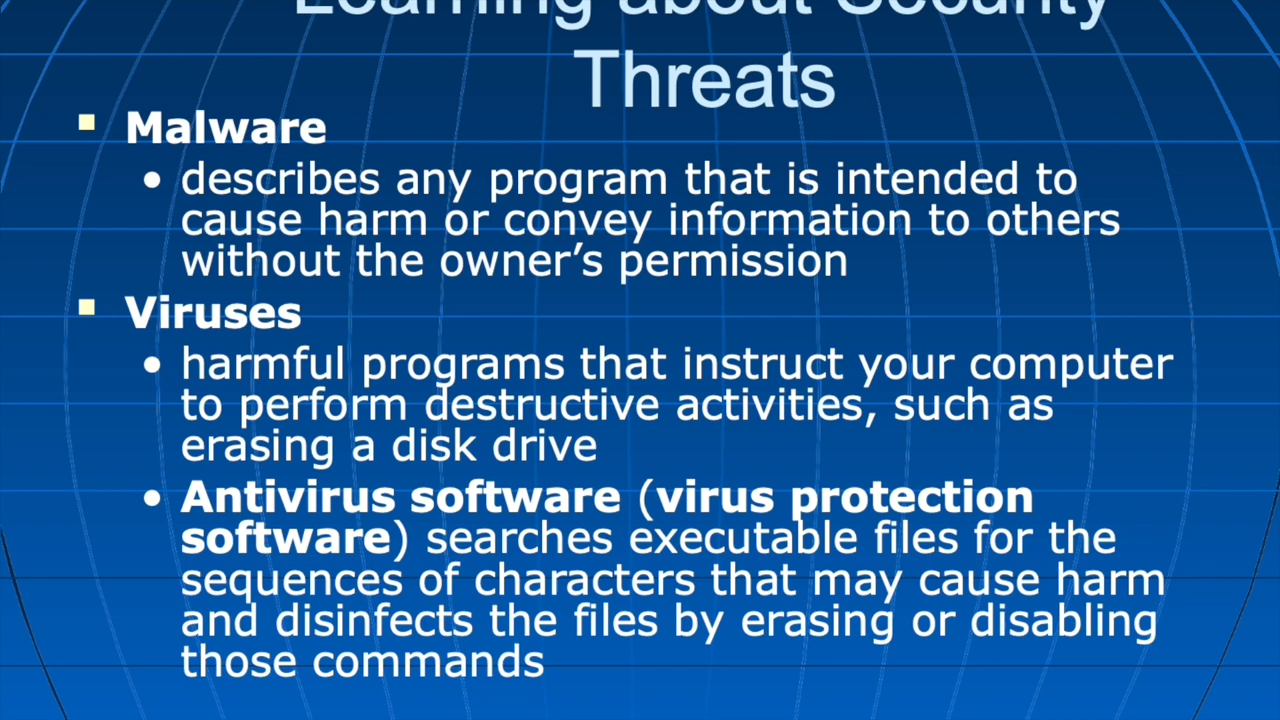 Learning about Security
Threats
Malware
• describes any program that is intended to
cause harm or convey information to others
without the owner’s permission
Viruses
• harmful programs that instruct your computer
to perform destructive activities, such as
erasing a disk drive
• Antivirus software (virus protection
software) searches executable files for the
sequences of characters that may cause harm
and disinfects the files by erasing or disabling
those commands